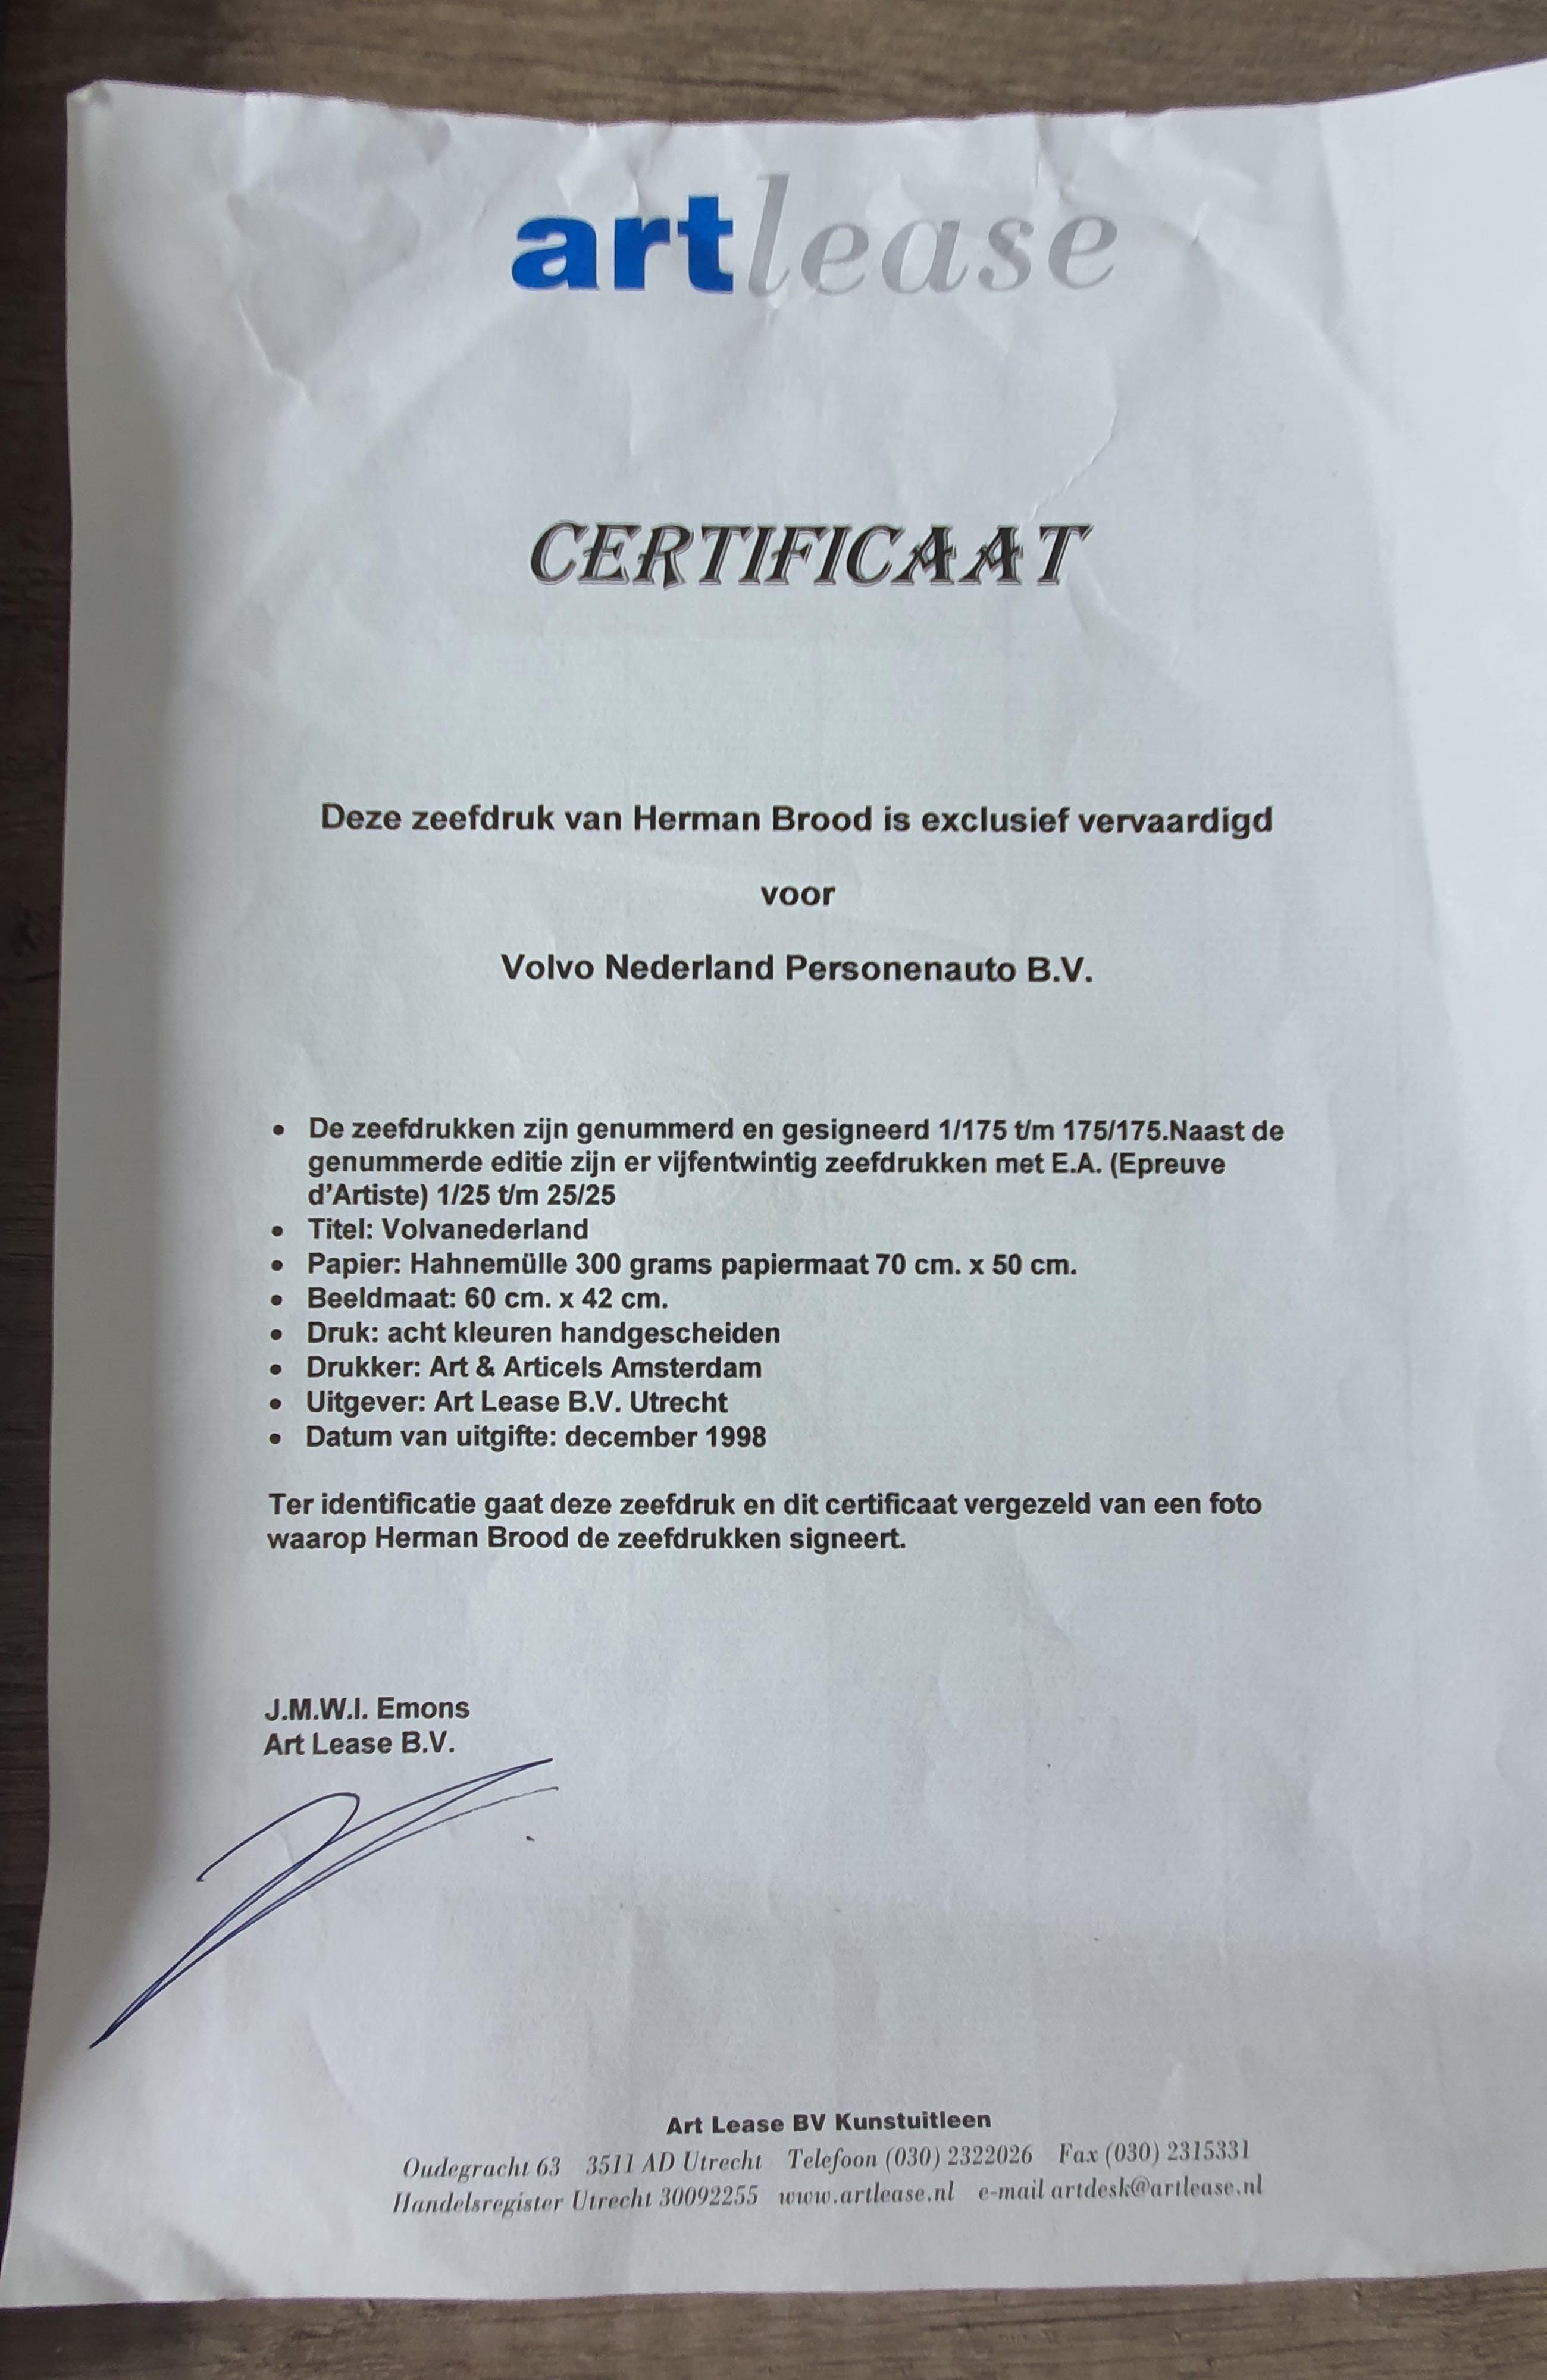 artlease
CERTIFICAAT
Deze zeefdruk van Herman Brood is exclusief vervaardigd
voor
Volvo Nederland Personenauto B.V.
• De zeefdrukken zijn genummerd en gesigneerd 1/175 t/m 175/175.Naast de
genummerde editie zijn er vijfentwintig zeefdrukken met E.A. (Epreuve
d'Artiste) 1/25 t/m 25/25
• Titel: Volvanederland
• Papier: Hahnemülle 300 grams papiermaat 70 cm. x 50 cm.
• Beeldmaat: 60 cm. x 42 cm.
• Druk: acht kleuren handgescheiden
• Drukker: Art & Articels Amsterdam
• Uitgever: Art Lease B.V. Utrecht
• Datum van uitgifte: december 1998
Ter identificatie gaat deze zeefdruk en dit certificaat vergezeld van een foto
waarop Herman Brood de zeefdrukken signeert.
J.M.W.I. Emons
Art Lease B.V.
Art Lease BV Kunstuitleen
Oudegracht 63 3511 AD Utrecht Telefoon (030) 2322026 Fax (030) 2315331
Handelsregister Utrecht 30092255 www.artlease.nl e-mail artdesk@artlease.nl